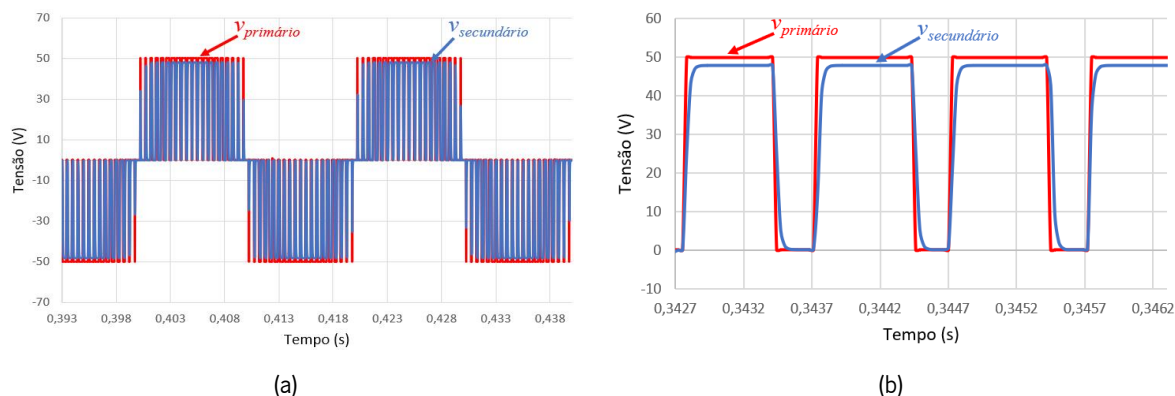 70
50
30
10
-10
-30
-50
-70
Tensão (V)
v primário
v secundário
0,393 0,398 0,403 0,408 0,413 0,418 0,423 0,428 0,433 0,438
Tempo (s)
(a)
60
50
40
30
20
10
0
-10
Tensão (V)
v primário
v secundário
0,3427 0,3432 0,3437 0,3442 0,3447 0,3452 0,3457 0,3462
Tempo (s)
(b)